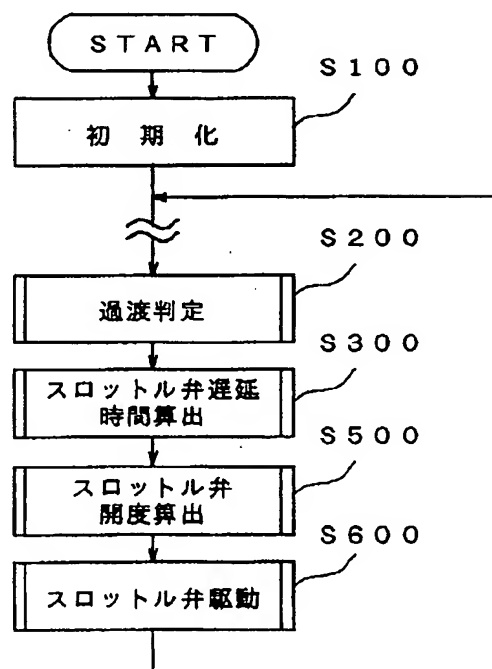 START
S100
初期化
S200
過渡判定
S300
スロットル弁遅延
時間算出
S500
スロットル弁
開度算出
S600
スロットル弁駆動